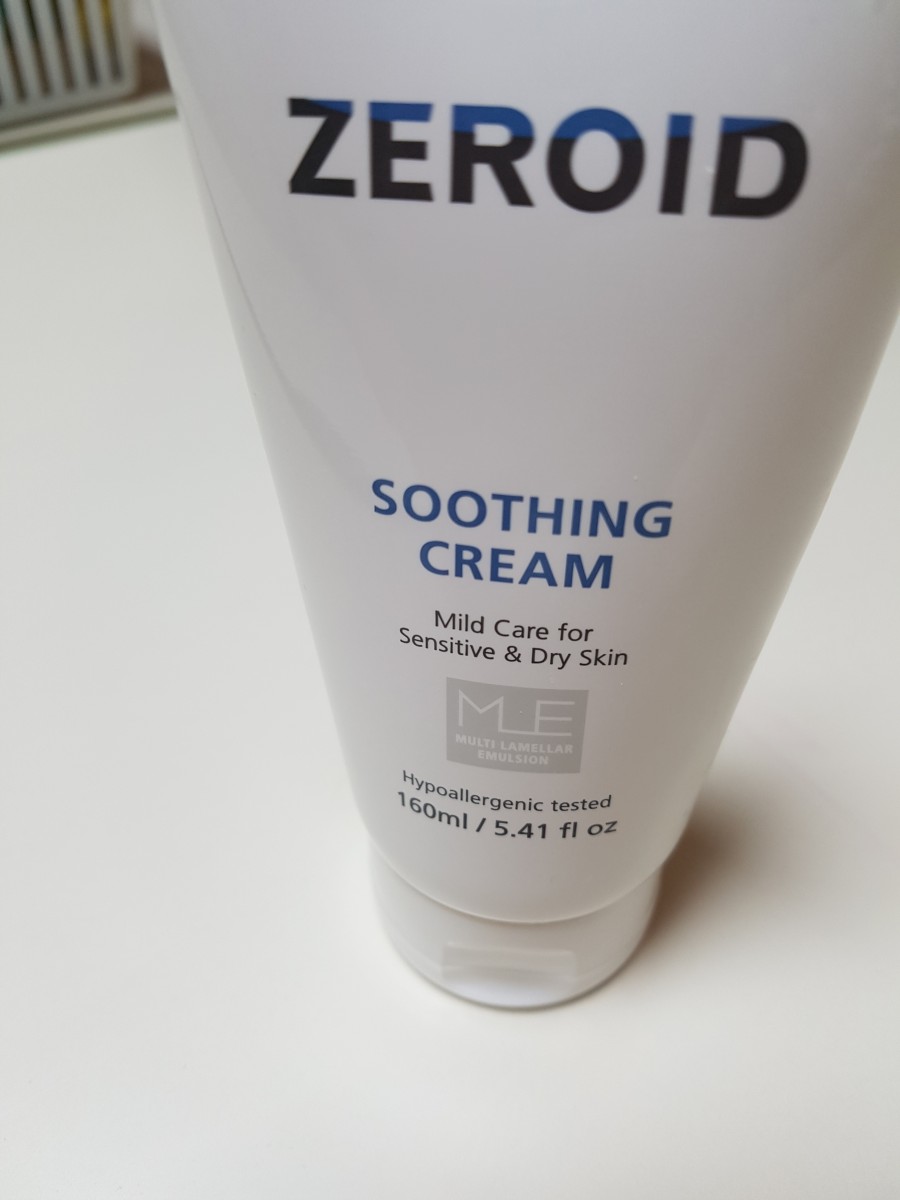 ZEROID
SOOTHING
CREAM
Mild Care for
Sensitive & Dry Skin
MLE
MULTI LAMELLAR
EMULSION
Hypoallergenic tested
160ml / 5.41 fl oz